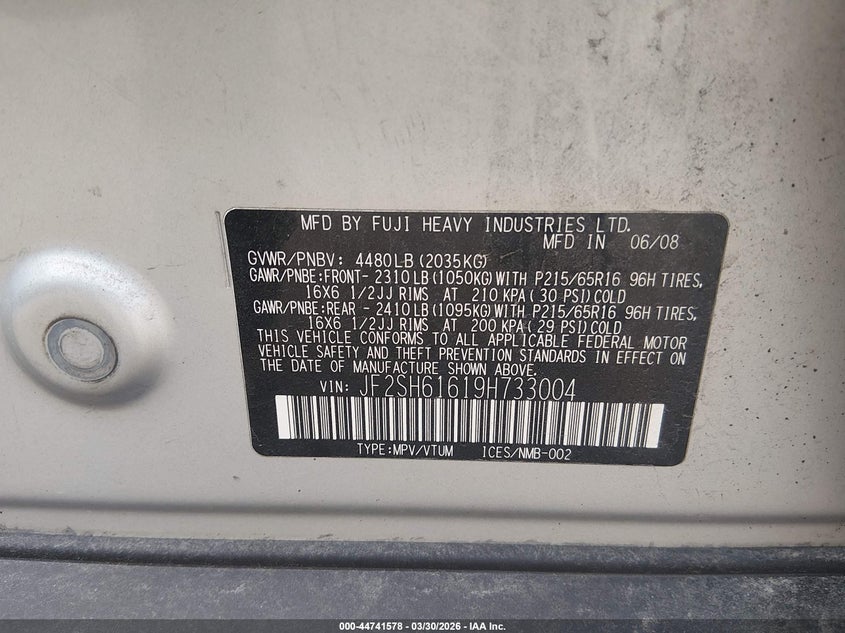 MFD BY FUJI HEAVY INDUSTRIES LTD.
MFD IN 06/08
GVWR/PNBV: 4480LB(2035KG)
GAWR/PNBE:FRONT- 2310LB(1050KG)WITH P215/65R16 96H TIRES,
16X6 1/2JJ RIMS AT 210 KPA( 30 PSI)COLD
GAWR/PNBE:REAR - 2410LB(1095KG)WITH P215/65R16 96H TIRES,
16X6 1/2JJ RIMS AT 200 KPA( 29 PSI)COLD
THIS VEHICLE CONFORMS TO ALL APPLICABLE FEDERAL MOTOR
VEHICLE SAFETY AND THEFT PREVENTION STANDARDS IN EFFECT ON
THE DATE OF MANUFACTURE SHOWN ABOVE.
VIN: JF2SH61619H733004
TYPE:MPV/VTUM ICES/NMB-002
000-44741578 - 03/30/2026 - IAA Inc.